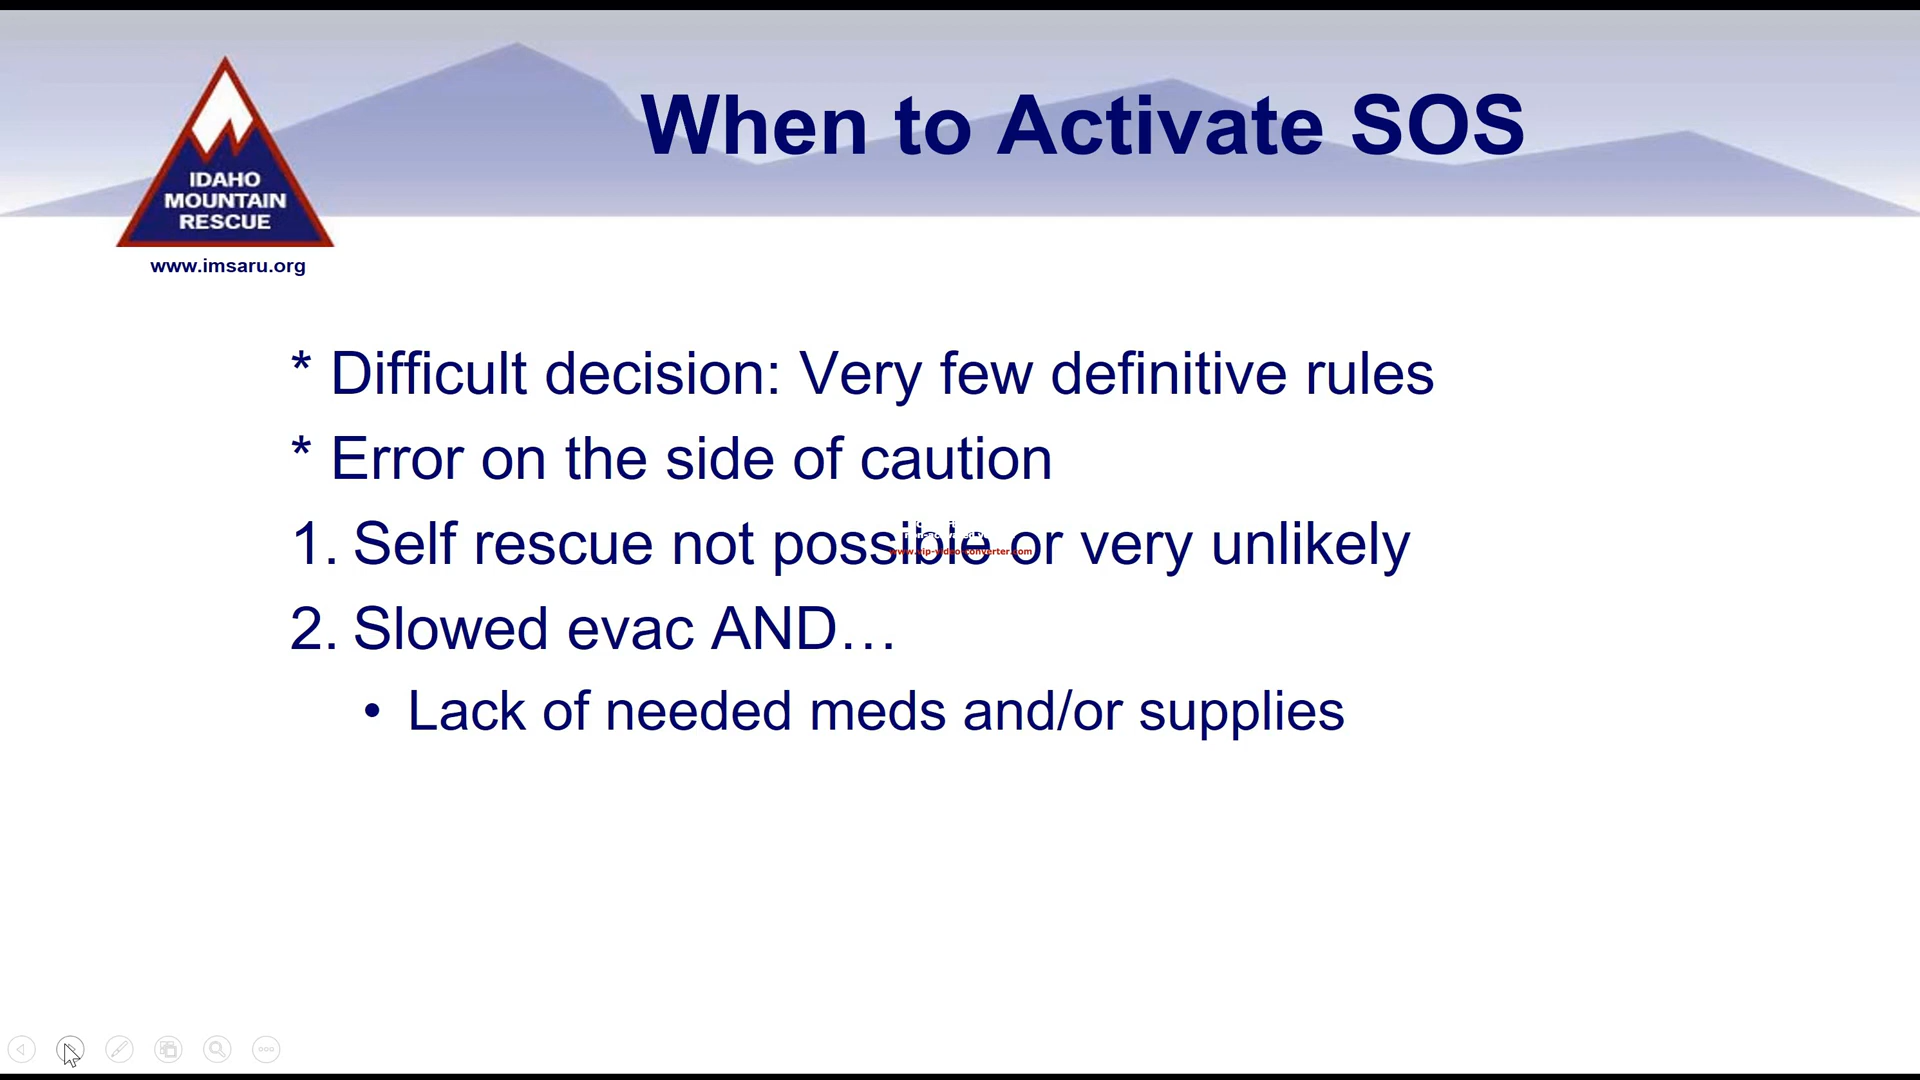 When to Activate SOS
IDAHO
MOUNTAIN
RESCUE
www.imsaru.org
* Difficult decision: Very few definitive rules
* Error on the side of caution
1. Self rescue not possible or very unlikely
2. Slowed evac AND…
• Lack of needed meds and/or supplies